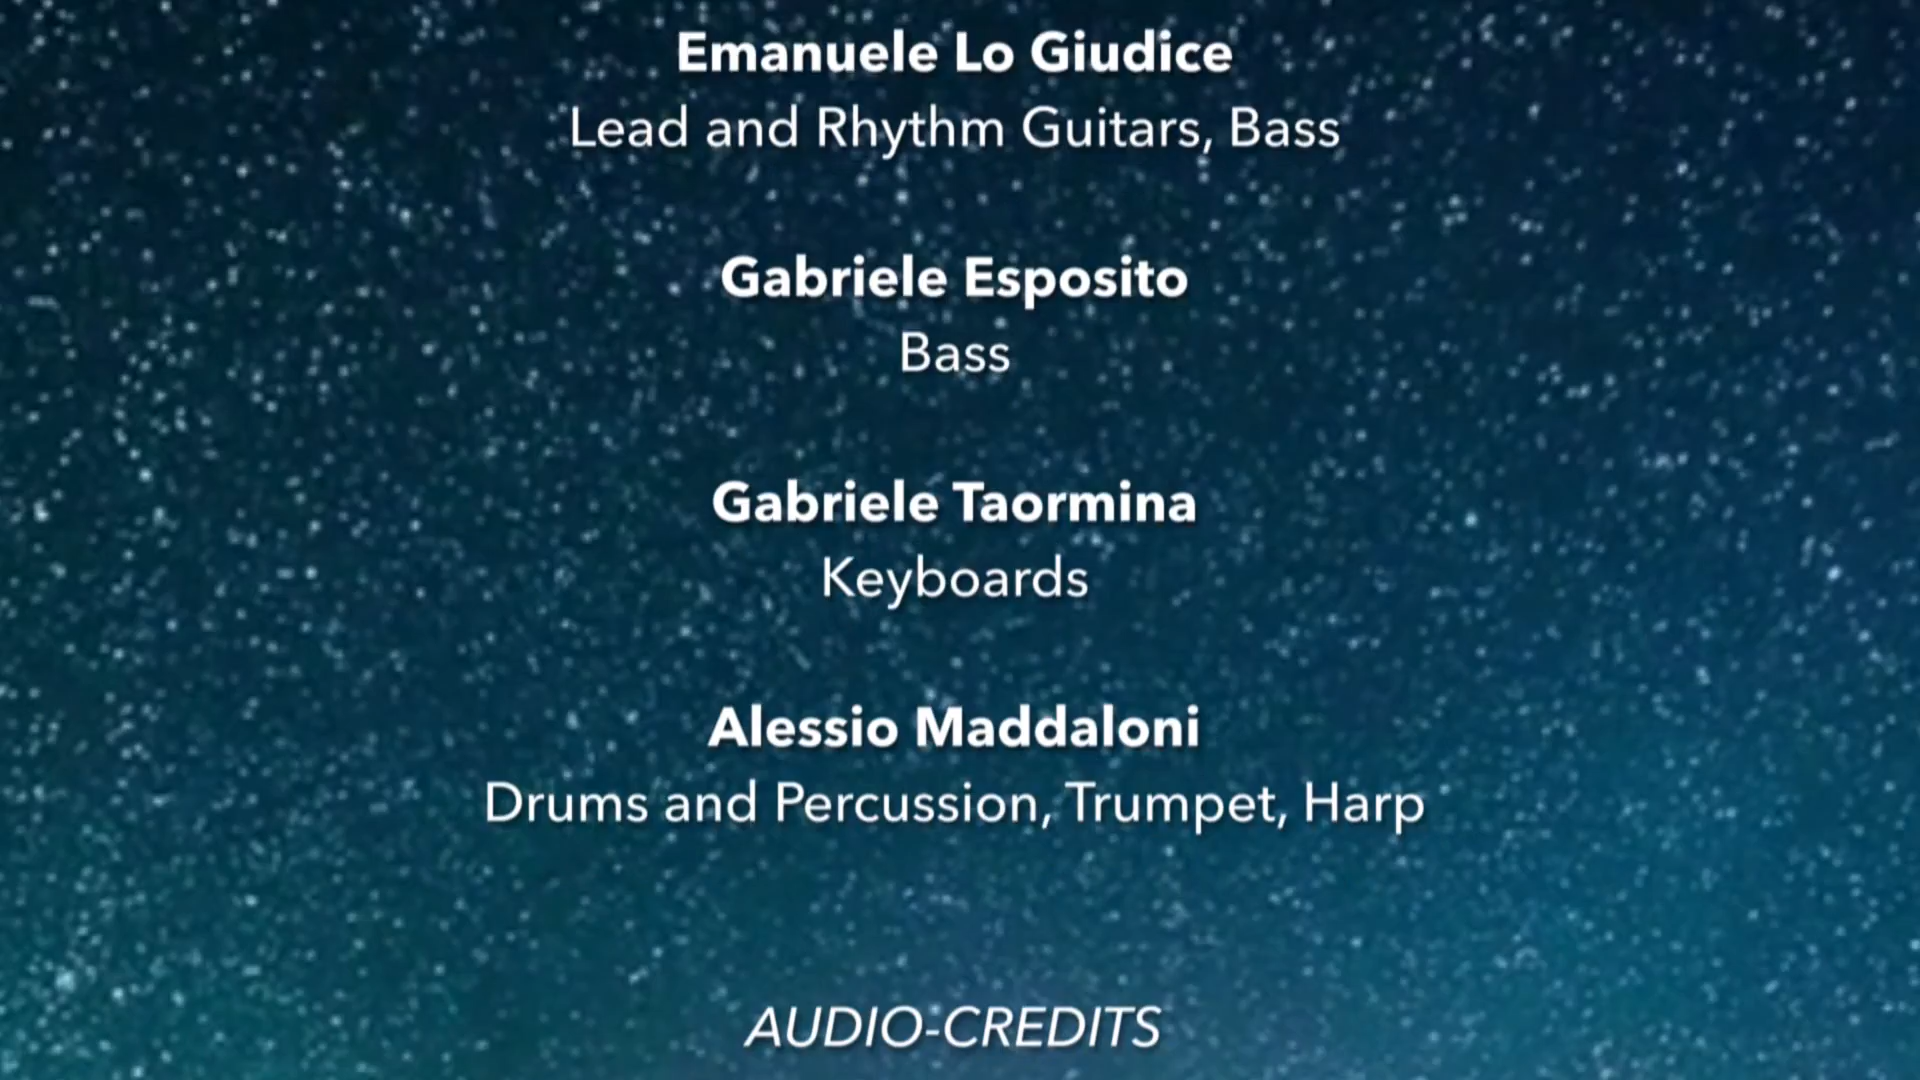 Emanuele Lo Giudice
Lead and Rhythm Guitars, Bass
Gabriele Esposito
Bass
Gabriele Taormina
Keyboards
Alessio Maddaloni
Drums and Percussion, Trumpet, Harp
AUDIO-CREDITS